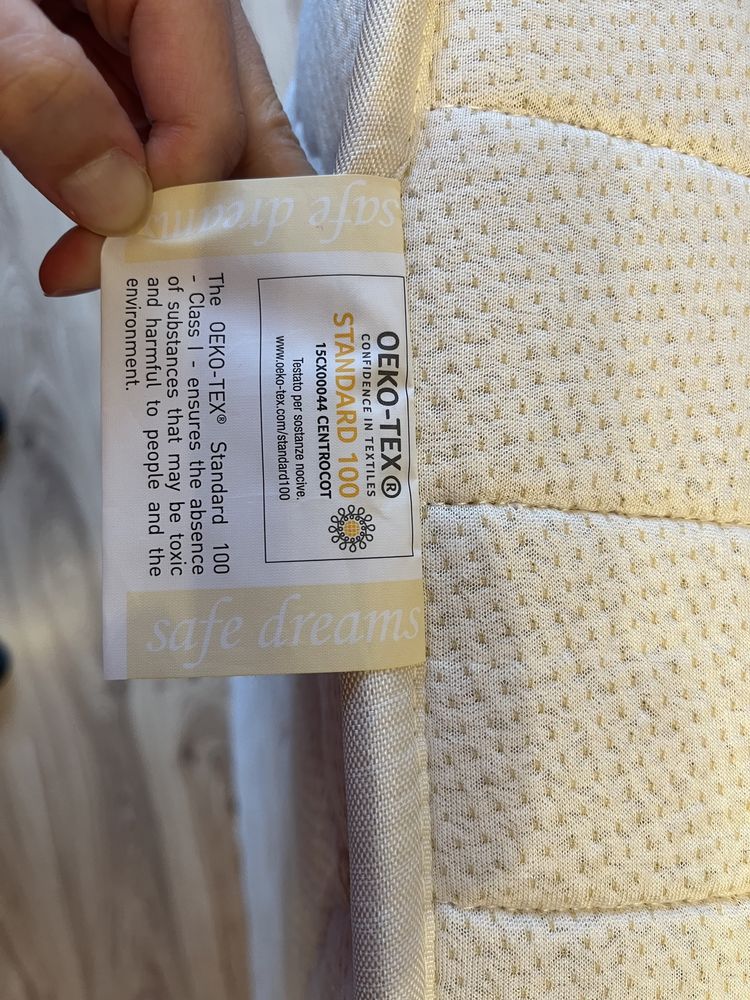 safe dreams
OEKO-TEX®
CONFIDENCE IN TEXTILES
STANDARD 100
15CX00044 CENTROCOT
Testato per sostanze nocive.
www.oeko-tex.com/standard100
The OEKO-TEX® Standard 100
- Class I - ensures the absence
of substances that may be toxic
and harmful to people and the
environment.
safe dreams